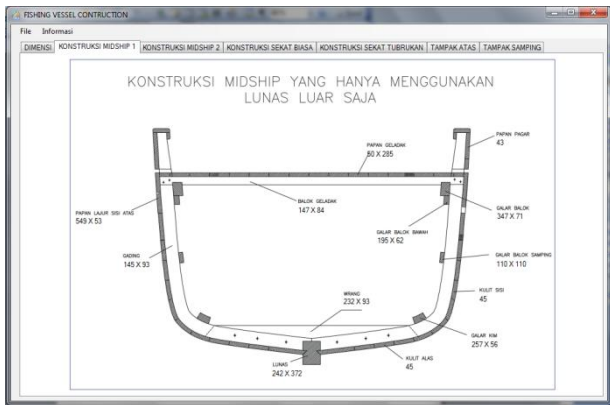 FISHING VESSEL CONTRUCTION
File Informasi
DIMENSI KONSTRUKSI MIDSHIP 1 KONSTRUKSI MIDSHIP 2 KONSTRUKSI SEKAT BIASA KONSTRUKSI SEKAT TUBRUKAN TAMPAK ATAS TAMPAK SAMPING
KONSTRUKSI MIDSHIP YANG HANYA MENGGUNAKAN
LUNAS LUAR SAJA
PAPAN PAGAR
43
PAPAN GELADAK
60 X 285
BALOK GELADAK
147 X 84
GALAR BALOK
347 X 71
PAPAN LAJUR SISI ATAS
549 X 53
GALAR BALOK BAWAH
195 X 62
GADING
145 X 93
GALAR BALOK SAMPING
110 X 110
WRANG
232 X 93
KULIT SISI
45
GALAR KIM
257 X 56
KULIT ALAS
45
LUNAS
242 X 372